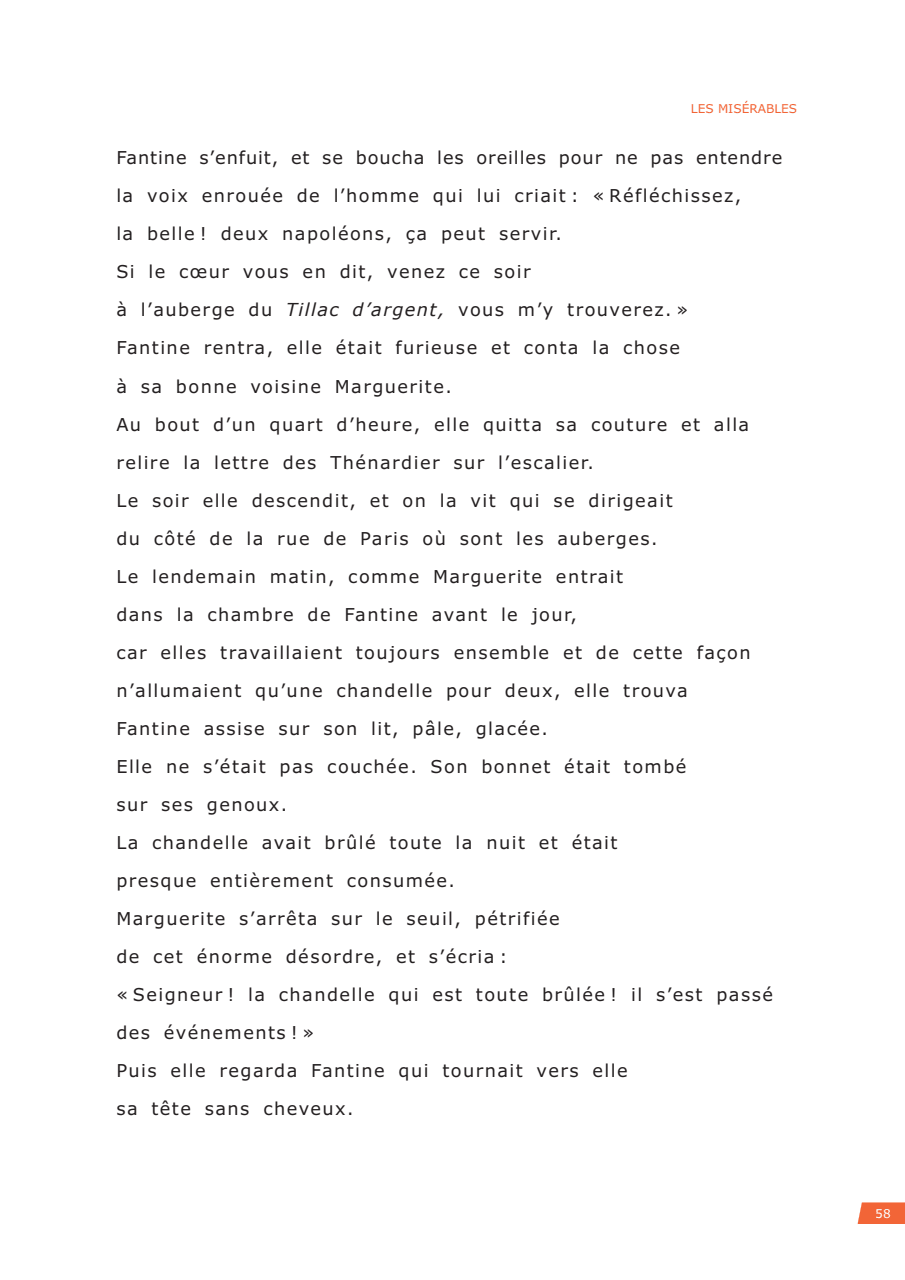 LES MISÉRABLES
Fantine s’enfuit, et se boucha les oreilles pour ne pas entendre
la voix enrouée de l’homme qui lui criait : « Réfléchissez,
la belle ! deux napoléons, ça peut servir.
Si le cœur vous en dit, venez ce soir
à l’auberge du Tillac d’argent, vous m’y trouverez. »
Fantine rentra, elle était furieuse et conta la chose
à sa bonne voisine Marguerite.
Au bout d’un quart d’heure, elle quitta sa couture et alla
relire la lettre des Thénardier sur l’escalier.
Le soir elle descendit, et on la vit qui se dirigeait
du côté de la rue de Paris où sont les auberges.
Le lendemain matin, comme Marguerite entrait
dans la chambre de Fantine avant le jour,
car elles travaillaient toujours ensemble et de cette façon
n’allumaient qu’une chandelle pour deux, elle trouva
Fantine assise sur son lit, pâle, glacée.
Elle ne s’était pas couchée. Son bonnet était tombé
sur ses genoux.
La chandelle avait brûlé toute la nuit et était
presque entièrement consumée.
Marguerite s’arrêta sur le seuil, pétrifiée
de cet énorme désordre, et s’écria :
« Seigneur ! la chandelle qui est toute brûlée ! il s’est passé
des événements ! »
Puis elle regarda Fantine qui tournait vers elle
sa tête sans cheveux.
58